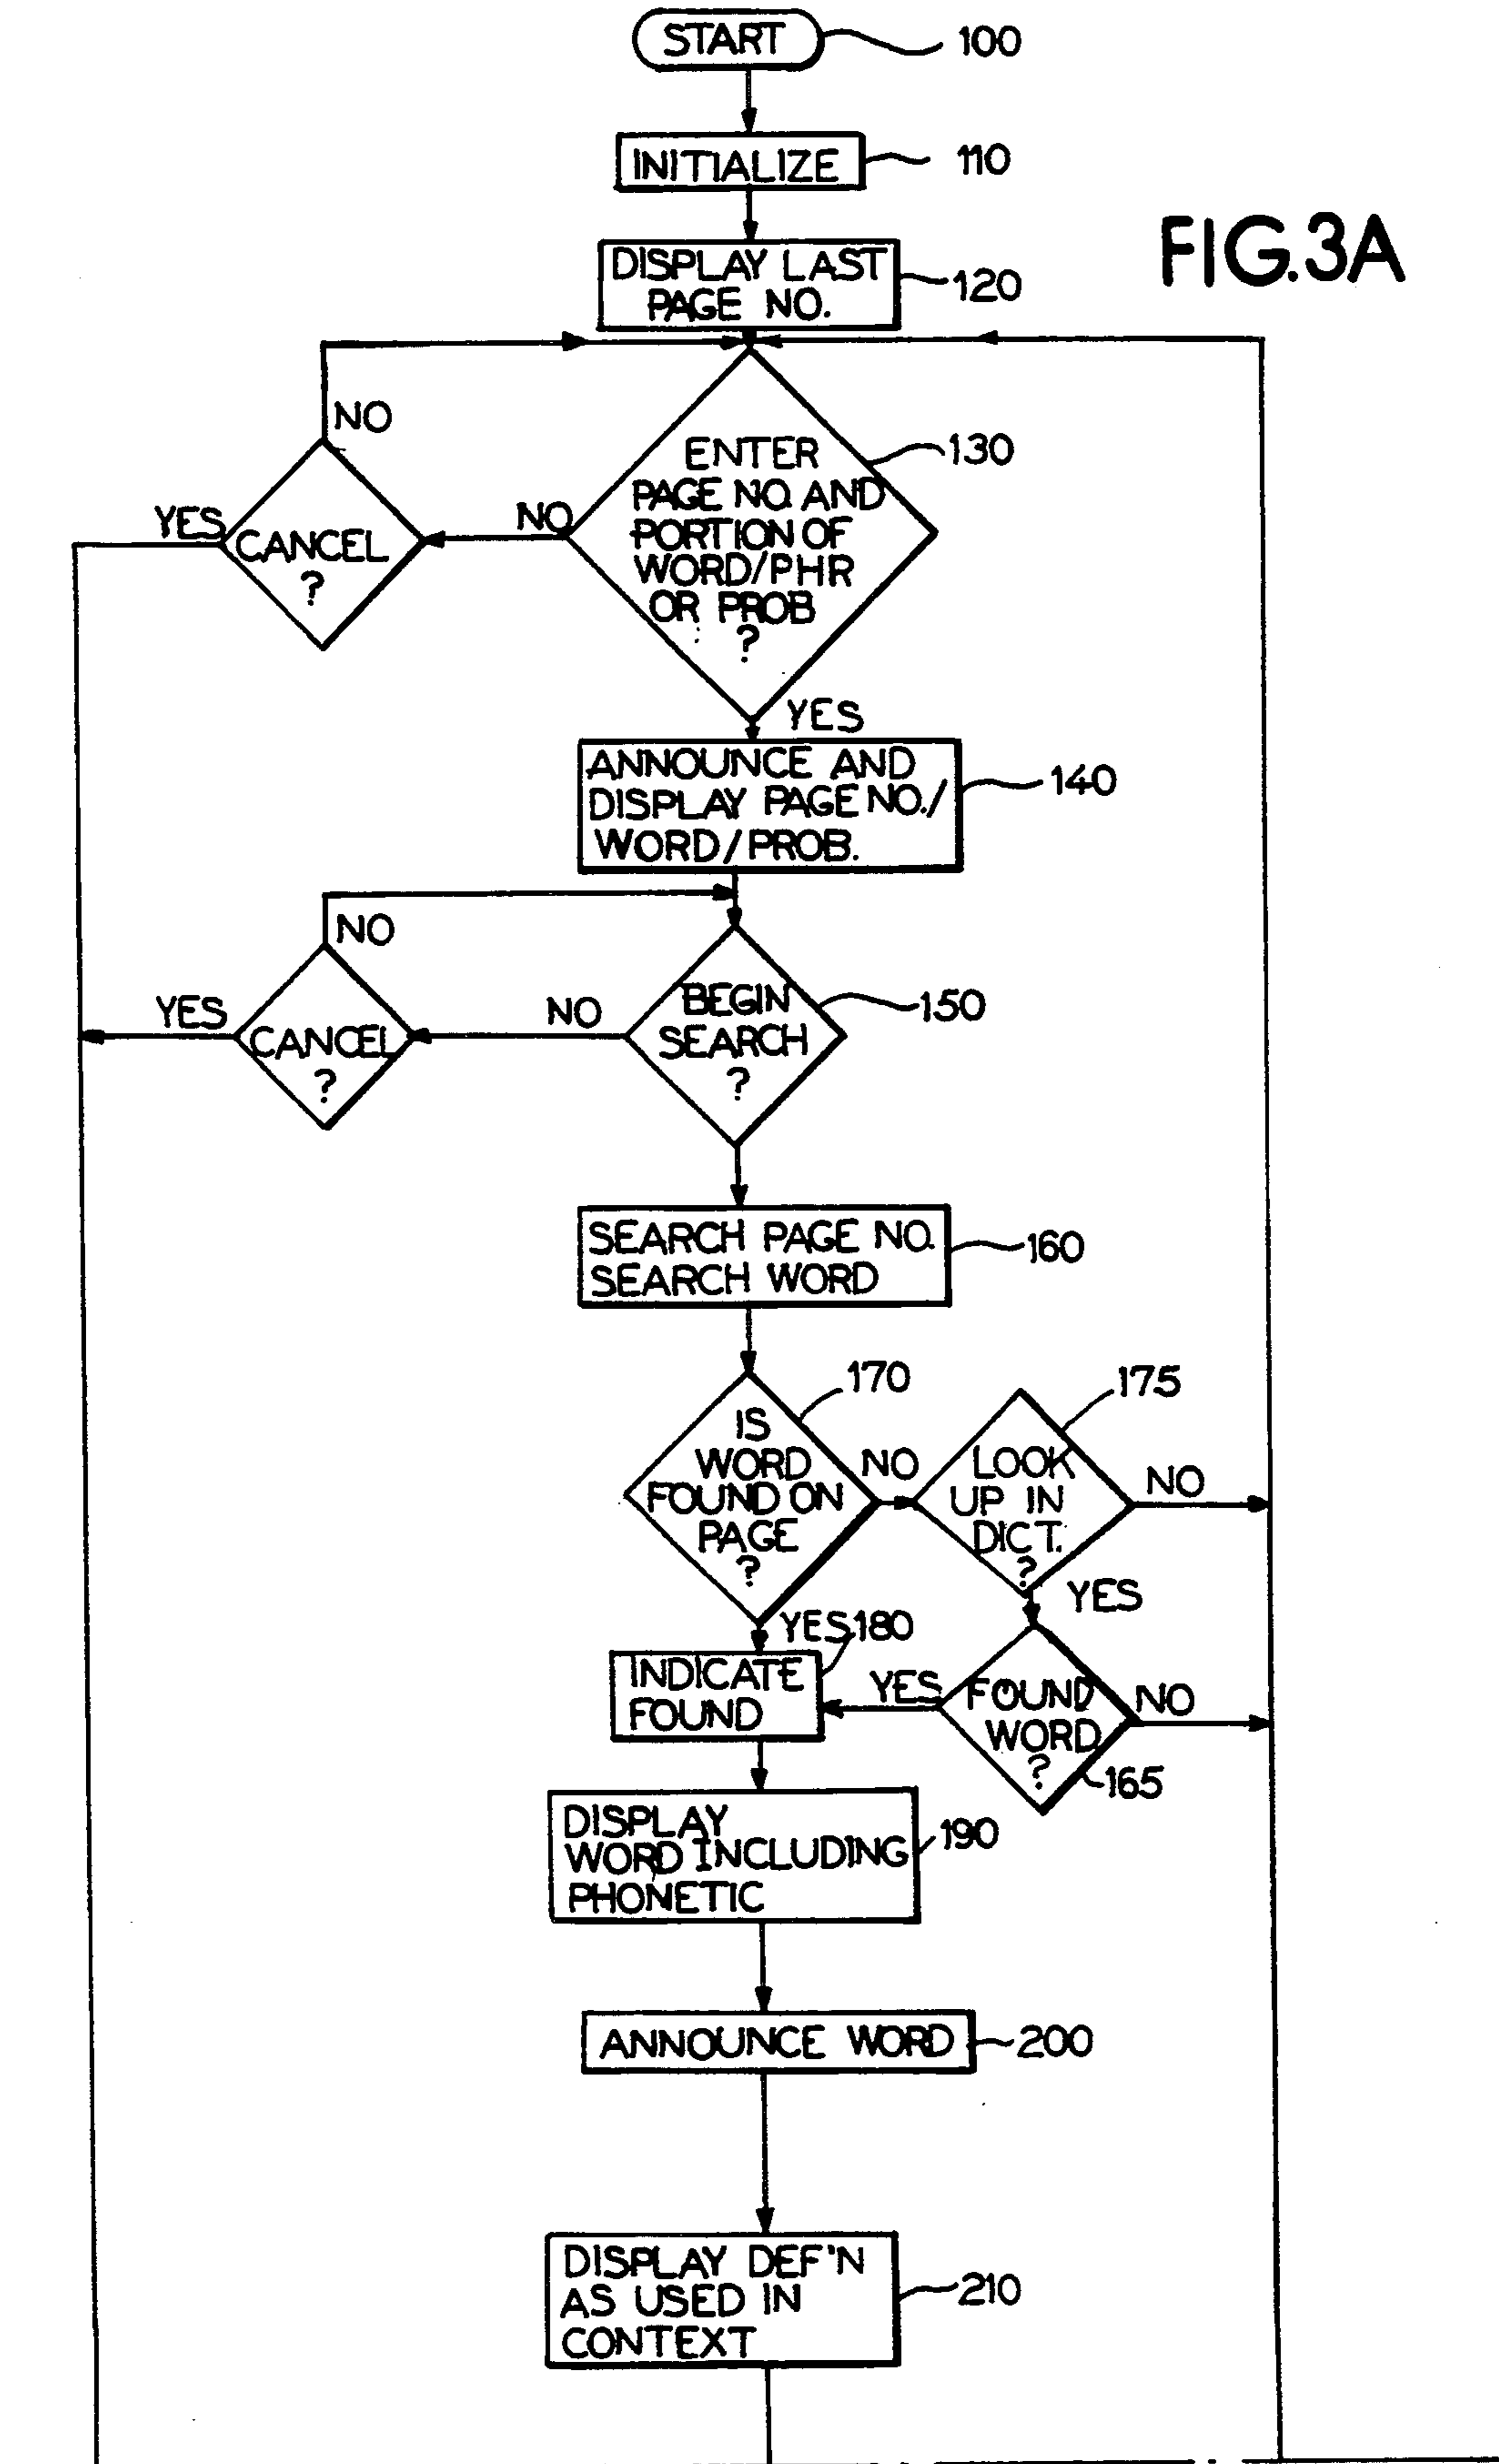 START
100
INITIALIZE
110
FIG.3A
DISPLAY LAST
PAGE NO.
120
NO
ENTER
PAGE NO. AND
PORTION OF
WORD/PHR
OR PROB
?
130
YES
CANCEL
?
NO
YES
ANNOUNCE AND
DISPLAY PAGE NO./
WORD/PROB.
140
NO
YES
CANCEL
?
NO
BEGIN
SEARCH
?
150
SEARCH PAGE NO.
SEARCH WORD
160
170
IS
WORD
FOUND ON
PAGE
?
NO
175
LOOK
UP IN
DICT.
?
NO
YES
YES
180
INDICATE
FOUND
YES
FOUND
WORD
?
NO
165
DISPLAY
WORD INCLUDING
PHONETIC
190
ANNOUNCE WORD
200
DISPLAY DEF'N
AS USED IN
CONTEXT
210